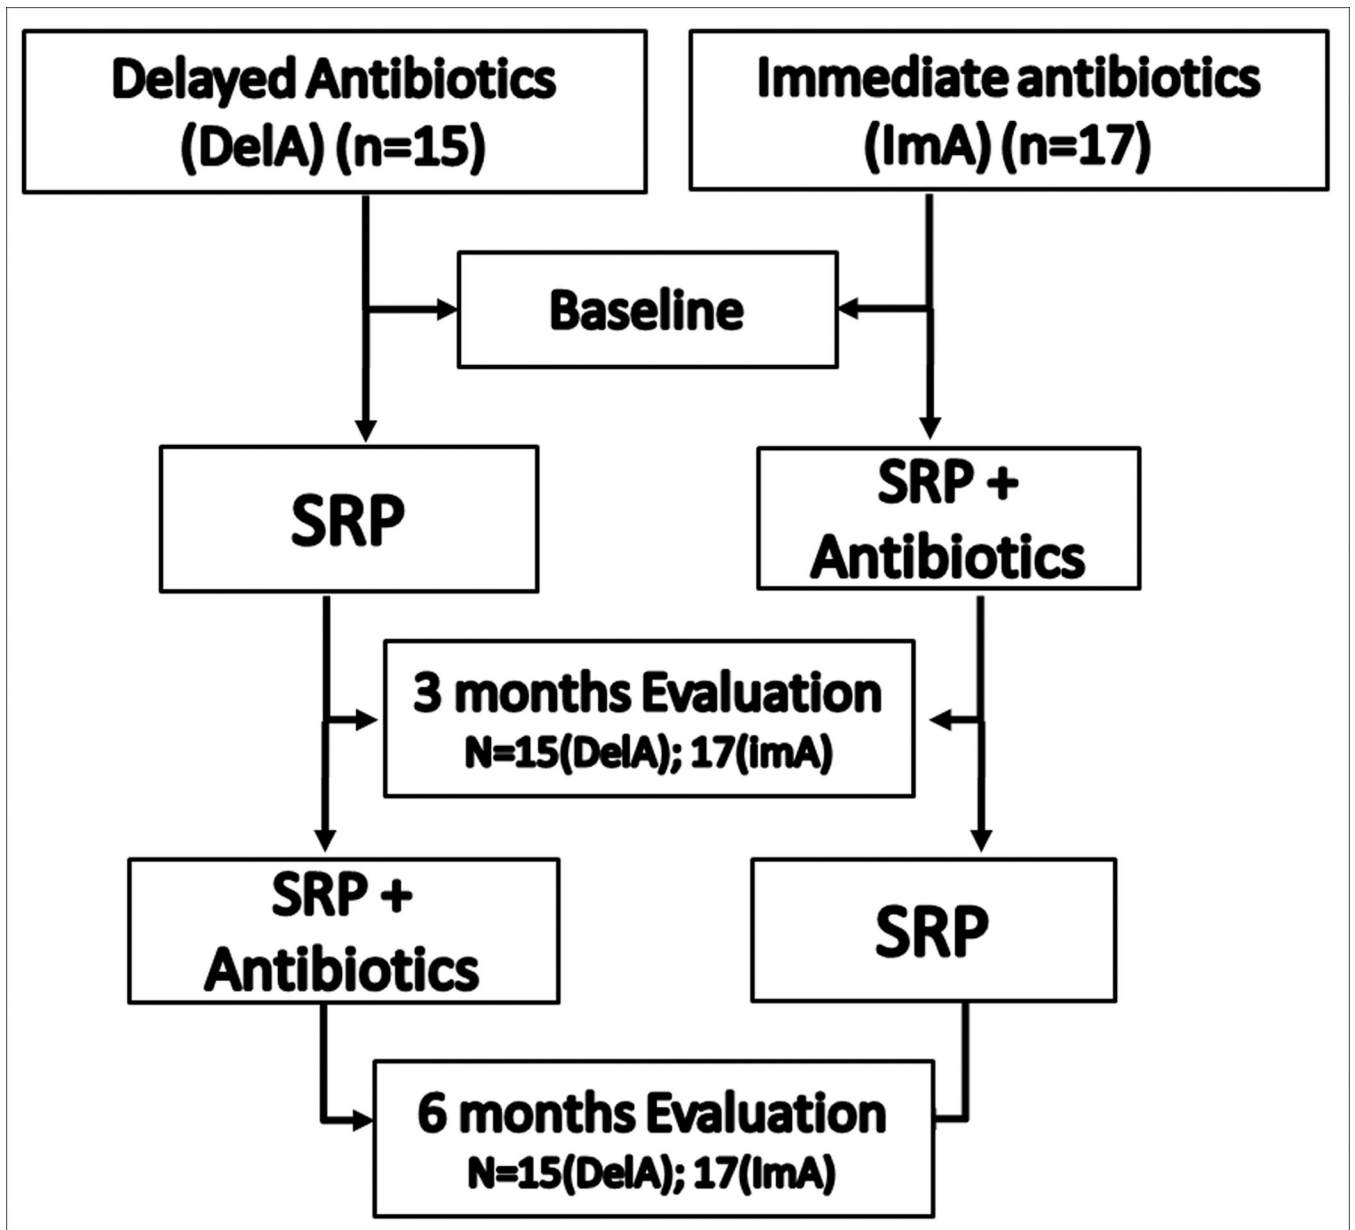 Delayed Antibiotics
(DelA) (n=15)
Immediate antibiotics
(ImA) (n=17)
Baseline
SRP
SRP +
Antibiotics
3 months Evaluation
N=15(DelA); 17(imA)
SRP +
Antibiotics
SRP
6 months Evaluation
N=15(DelA); 17(ImA)